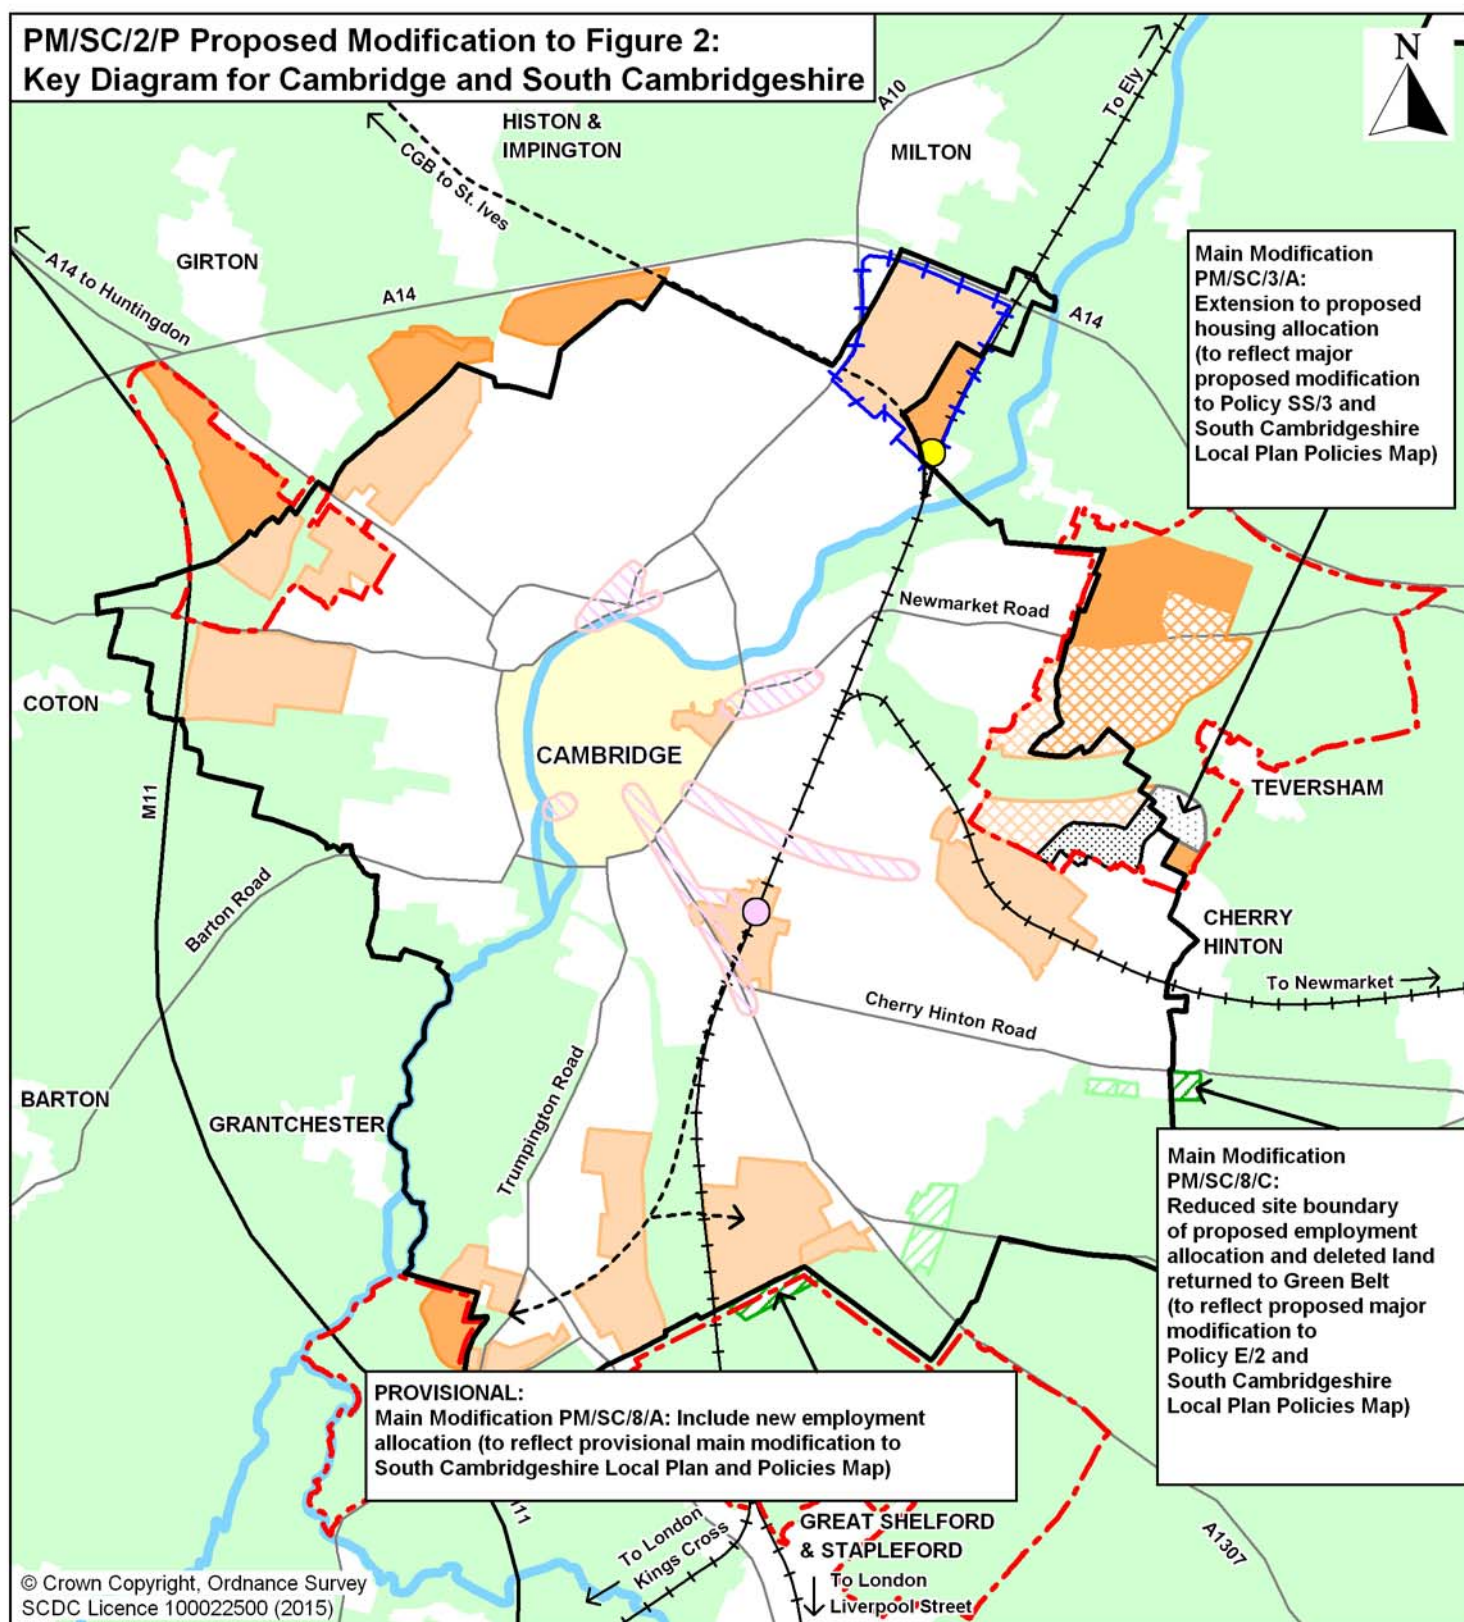 PM/SC/2/P Proposed Modification to Figure 2:
Key Diagram for Cambridge and South Cambridgeshire
N
To Ely
A10
HISTON &
IMPINGTON
MILTON
CGB to St. Ives
GIRTON
A14 to Huntingdon
A14
A14
Main Modification
PM/SC/3/A:
Extension to proposed
housing allocation
(to reflect major
proposed modification
to Policy SS/3 and
South Cambridgeshire
Local Plan Policies Map)
Newmarket Road
COTON
CAMBRIDGE
TEVERSHAM
M11
Barton Road
CHERRY
HINTON
To Newmarket
Cherry Hinton Road
BARTON
GRANTCHESTER
Trumpington Road
Main Modification
PM/SC/8/C:
Reduced site boundary
of proposed employment
allocation and deleted land
returned to Green Belt
(to reflect proposed major
modification to
Policy E/2 and
South Cambridgeshire
Local Plan Policies Map)
PROVISIONAL:
Main Modification PM/SC/8/A: Include new employment
allocation (to reflect provisional main modification to
South Cambridgeshire Local Plan and Policies Map)
To London
Kings Cross
GREAT SHELFORD
& STAPLEFORD
To London
Liverpool Street
A1307
© Crown Copyright, Ordnance Survey
SCDC Licence 100022500 (2015)